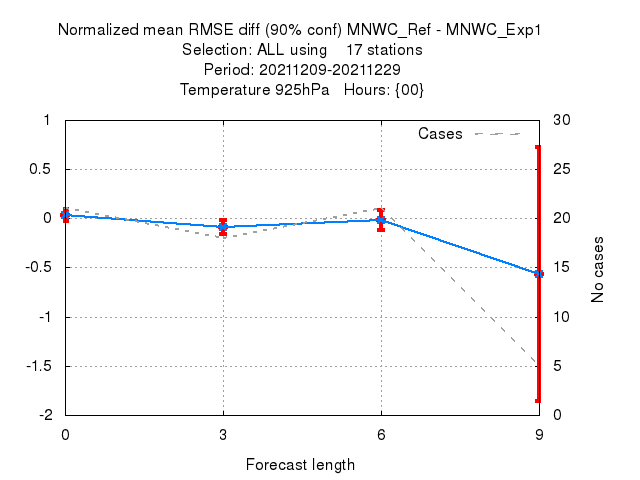 Normalized mean RMSE diff (90% conf) MNWC_Ref - MNWC_Exp1
Selection: ALL using 17 stations
Period: 20211209-20211229
Temperature 925hPa Hours: {00}
Cases
1
0.5
0
-0.5
-1
-1.5
-2
30
25
20
15
10
5
0
No cases
0 3 6 9
Forecast length